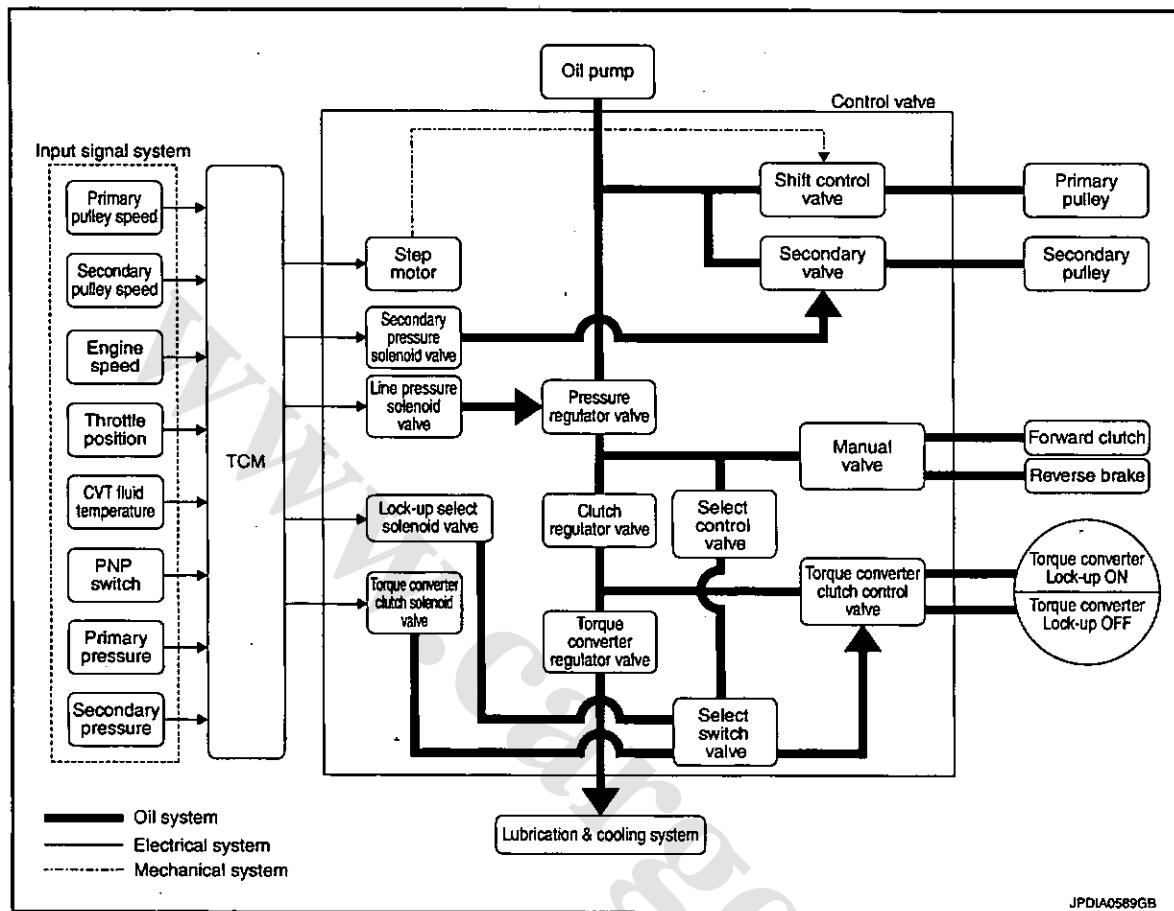 Oil pump
Control valve
Input signal system
Primary
pulley speed
Secondary
pulley speed
Engine
speed
Throttle
position
CVT fluid
temperature
PNP
switch
Primary
pressure
Secondary
pressure
TCM
Step
motor
Secondary
pressure
solenoid valve
Line pressure
solenoid
valve
Lock-up select
solenoid valve
Torque converter
clutch solenoid
valve
Pressure
regulator valve
Clutch
regulator valve
Torque
converter
regulator valve
Shift control
valve
Secondary
valve
Manual
valve
Select
control
valve
Torque converter
clutch control
valve
Select
switch
valve
Primary
pulley
Secondary
pulley
Forward clutch
Reverse brake
Torque converter
Lock-up ON
Torque converter
Lock-up OFF
Lubrication & cooling system
Oil system
Electrical system
Mechanical system
JPDIA0589GB
www.carge